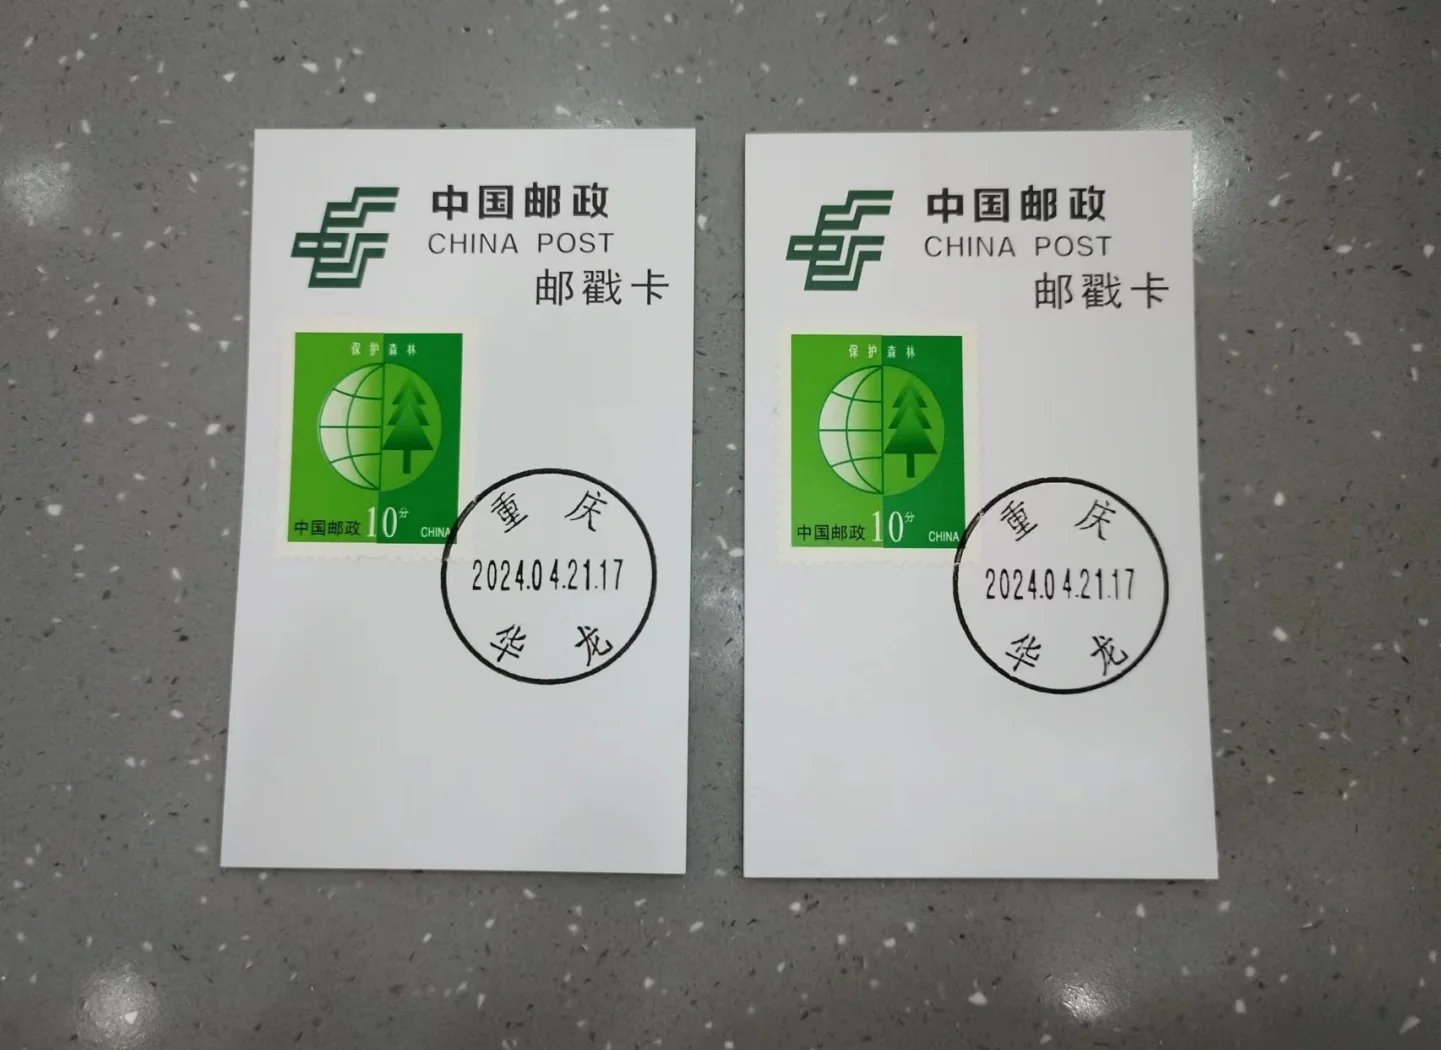 中国邮政
CHINA POST
邮戳卡
保护森林
中国邮政 10分 CHINA
重庆
2024.04.21.17
华龙
中国邮政
CHINA POST
邮戳卡
保护森林
中国邮政 10分 CHINA
重庆
2024.04.21.17
华龙